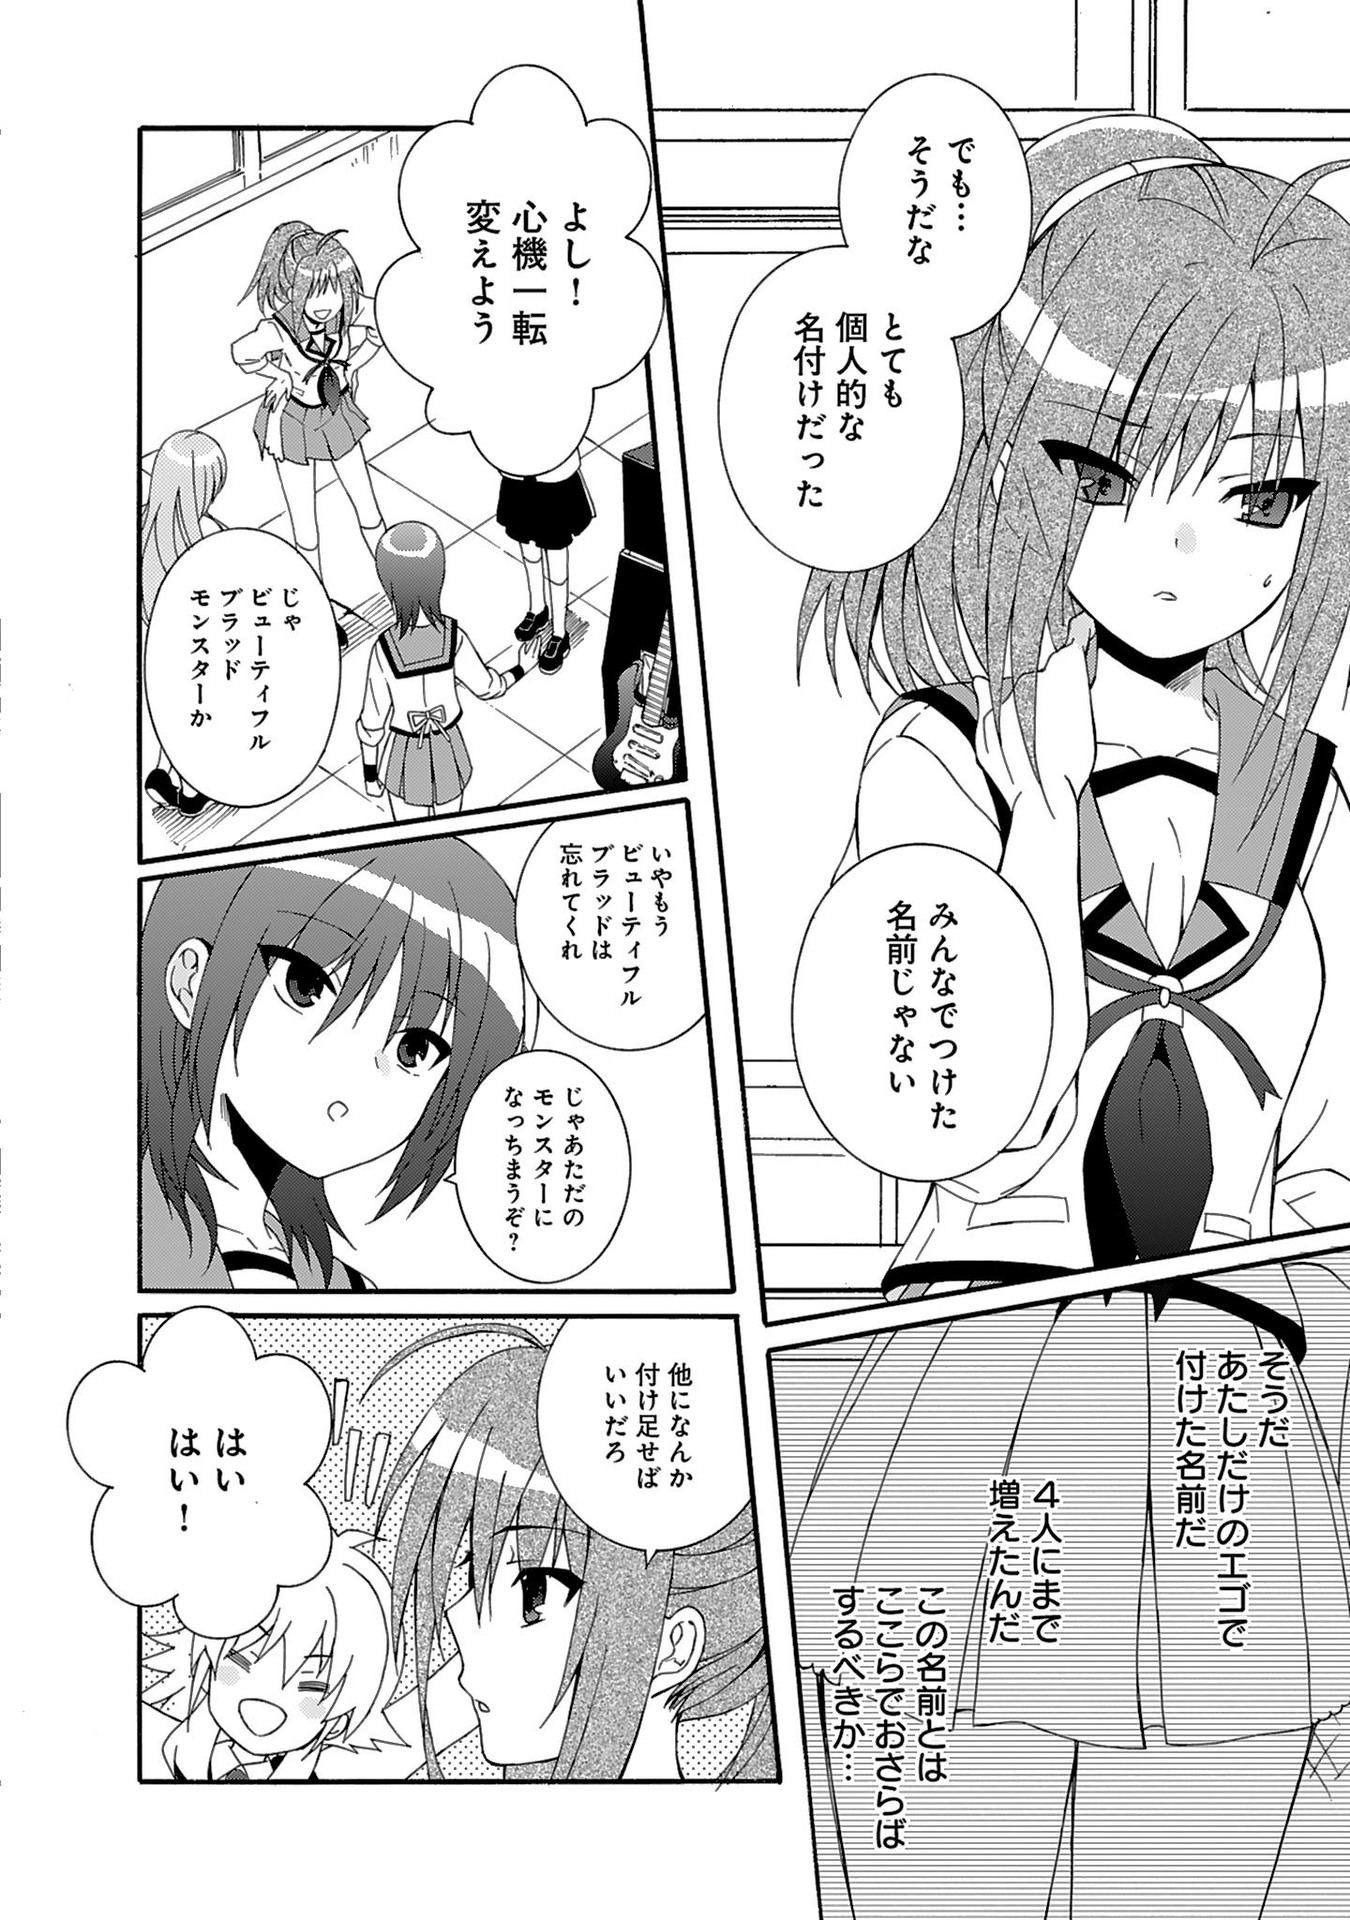 でも…
そうだな
とても
個人的な
名付けだった
みんなでつけた
名前じゃない
そうだ
あたしだけのエゴで
付けた名前だ
4人にまで
増えたんだ
この名前とは
ここらでおさらば
するべきか…
よし！
心機一転
変えよう
じゃ
ビューティフル
ブラッド
モンスターか
いやもう
ビューティフル
ブラッドは
忘れてくれ
じゃあただの
モンスターに
なっちまうぞ？
他になんか
付け足せば
いいだろ
はい
はい！